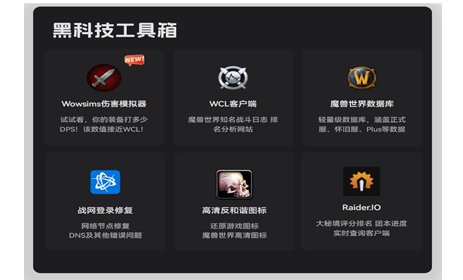 黑科技工具箱
NEW!
Wowsims伤害模拟器
试试看，你的装备打多少
DPS！该数值接近WCL！
WCL客户端
魔兽世界知名战斗日志 排
名分析网站
魔兽世界数据库
轻量级数据库，涵盖正式
服、怀旧服、Plus等数据
战网登录修复
网络节点修复
DNS及其他错误问题
高清反和谐图标
还原游戏图标
魔兽世界高清图标
Raider.IO
大秘境评分排名 团本进度
实时查询客户端